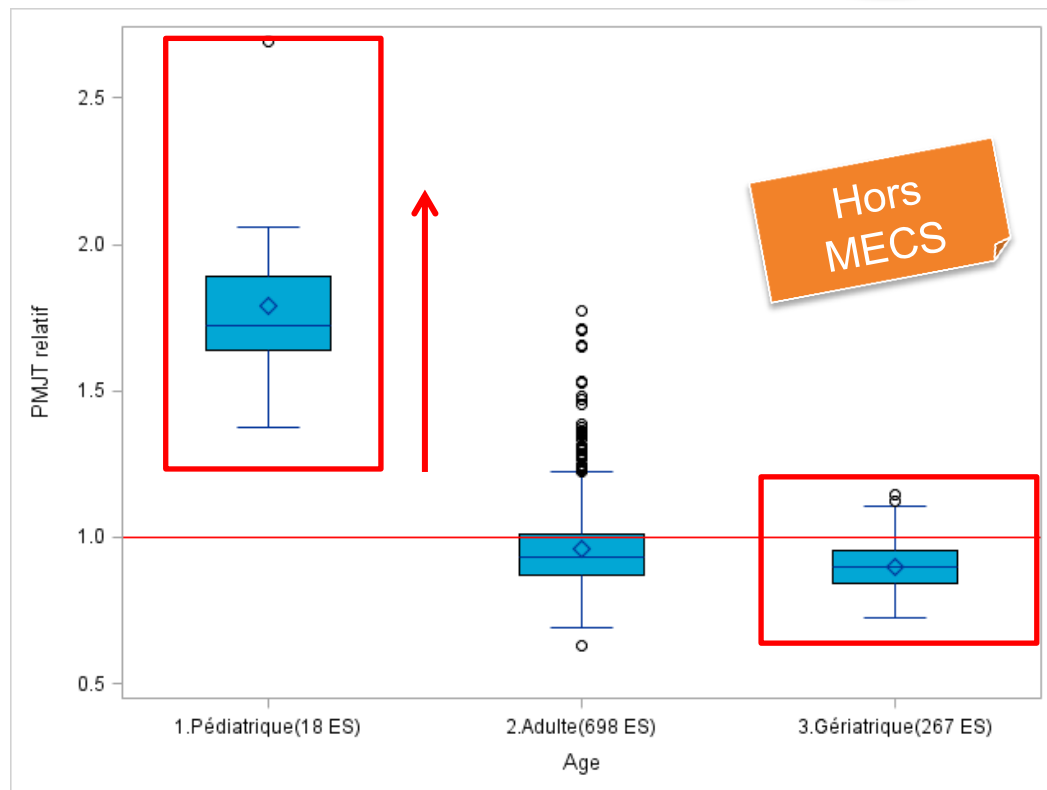 2.5
2.0
1.5
1.0
0.5
PMJT relatif
Hors
MECS
1.Pédiatrique(18 ES)
2.Adulte(698 ES)
3.Gériatrique(267 ES)
Age